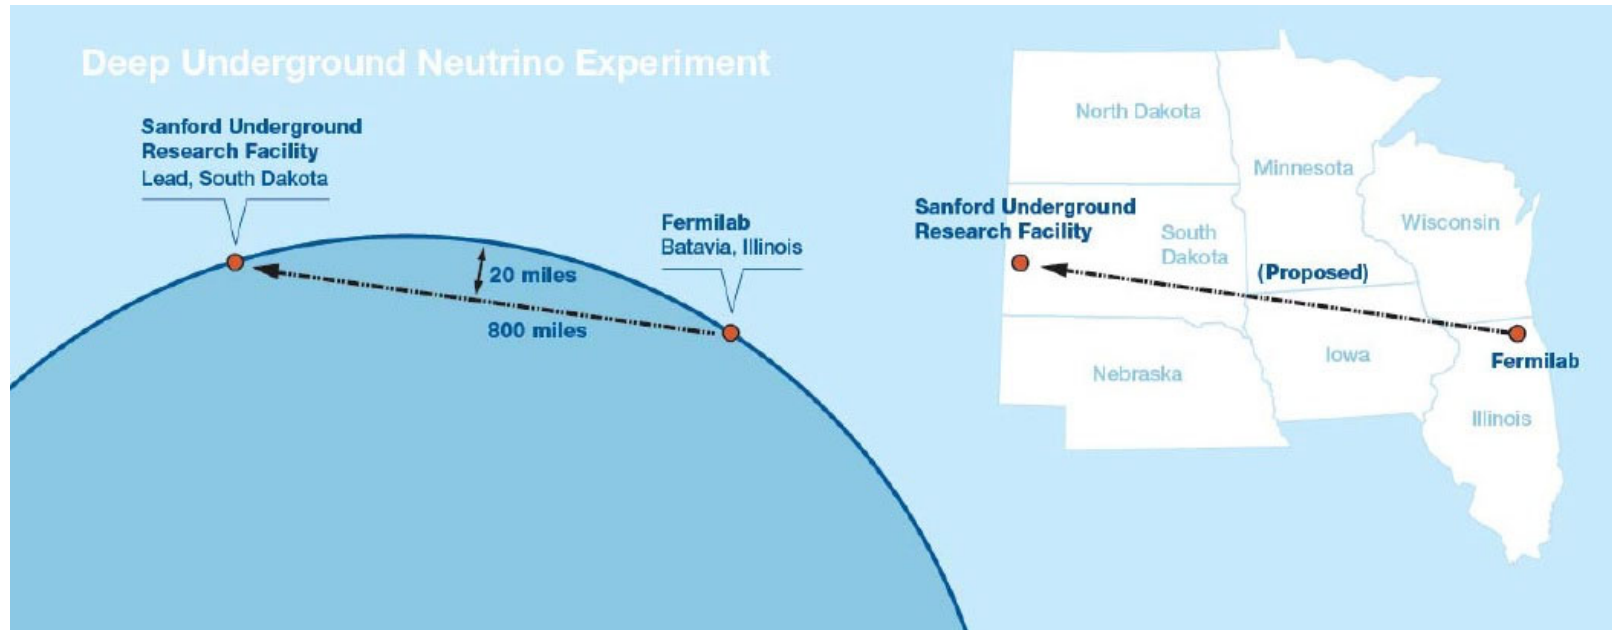 Deep Underground Neutrino Experiment
Sanford Underground
Research Facility
Lead, South Dakota
Fermilab
Batavia, Illinois
20 miles
800 miles
North Dakota
Minnesota
Wisconsin
Sanford Underground
Research Facility
South
Dakota
(Proposed)
Iowa
Nebraska
Fermilab
Illinois